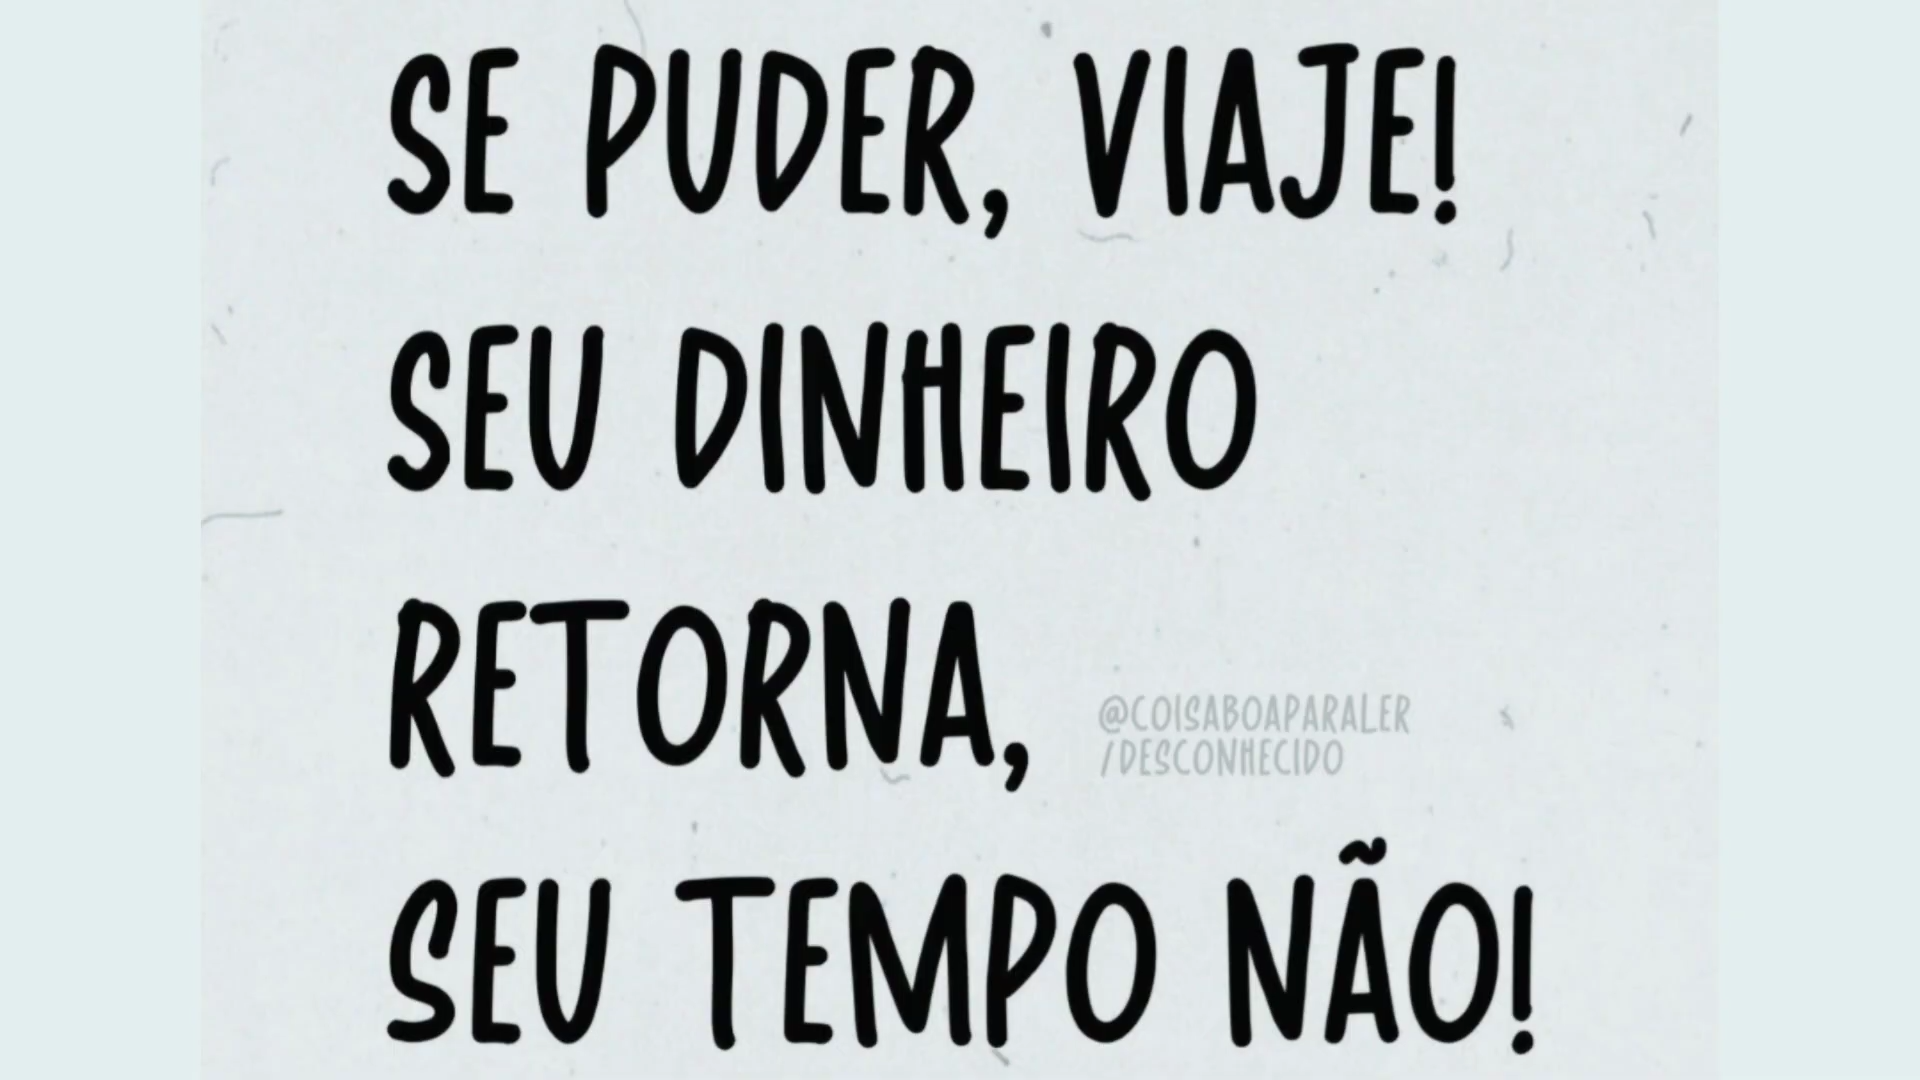 SE PUDER, VIAJE!
SEU DINHEIRO
RETORNA,
@COISABOAPARALER
/DESCONHECIDO
SEU TEMPO NÃO!